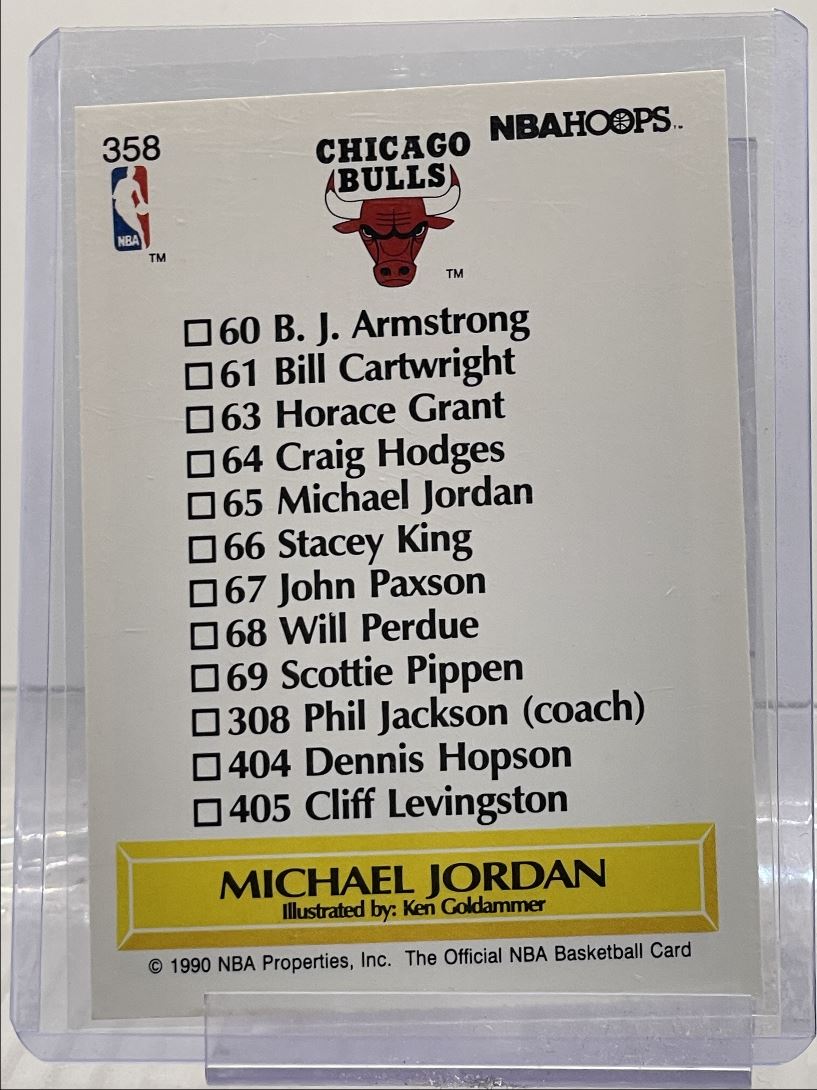 358
NBAHOOPS™
CHICAGO
BULLS
NBA
TM
TM
☐ 60 B. J. Armstrong
☐ 61 Bill Cartwright
☐ 63 Horace Grant
☐ 64 Craig Hodges
☐ 65 Michael Jordan
☐ 66 Stacey King
☐ 67 John Paxson
☐ 68 Will Perdue
☐ 69 Scottie Pippen
☐ 308 Phil Jackson (coach)
☐ 404 Dennis Hopson
☐ 405 Cliff Levingston
MICHAEL JORDAN
Illustrated by: Ken Goldammer
© 1990 NBA Properties, Inc. The Official NBA Basketball Card